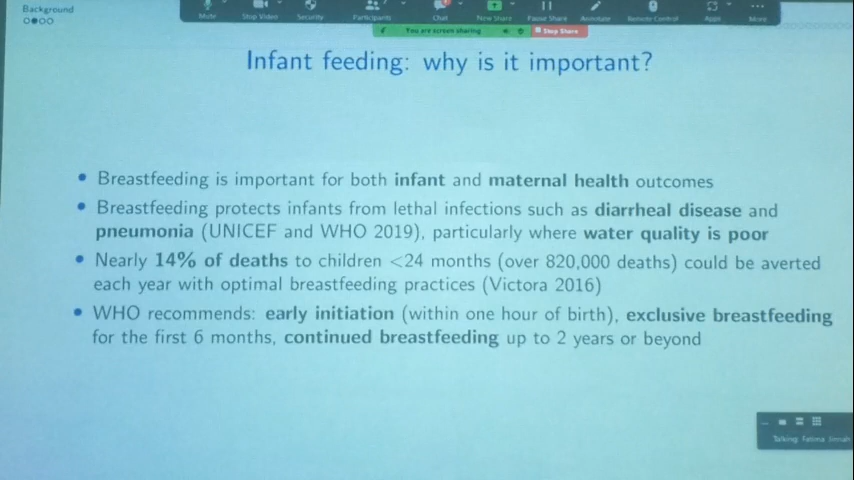 Background
Mute
Stop Video
Security
Participants
Chat
New Share
Pause Share
Annotate
Remote Control
Apps
More
You are screen sharing
Stop Share
Infant feeding: why is it important?
• Breastfeeding is important for both infant and maternal health outcomes
• Breastfeeding protects infants from lethal infections such as diarrheal disease and
pneumonia (UNICEF and WHO 2019), particularly where water quality is poor
• Nearly 14% of deaths to children <24 months (over 820,000 deaths) could be averted
each year with optimal breastfeeding practices (Victora 2016)
• WHO recommends: early initiation (within one hour of birth), exclusive breastfeeding
for the first 6 months, continued breastfeeding up to 2 years or beyond
Talking: Fatima